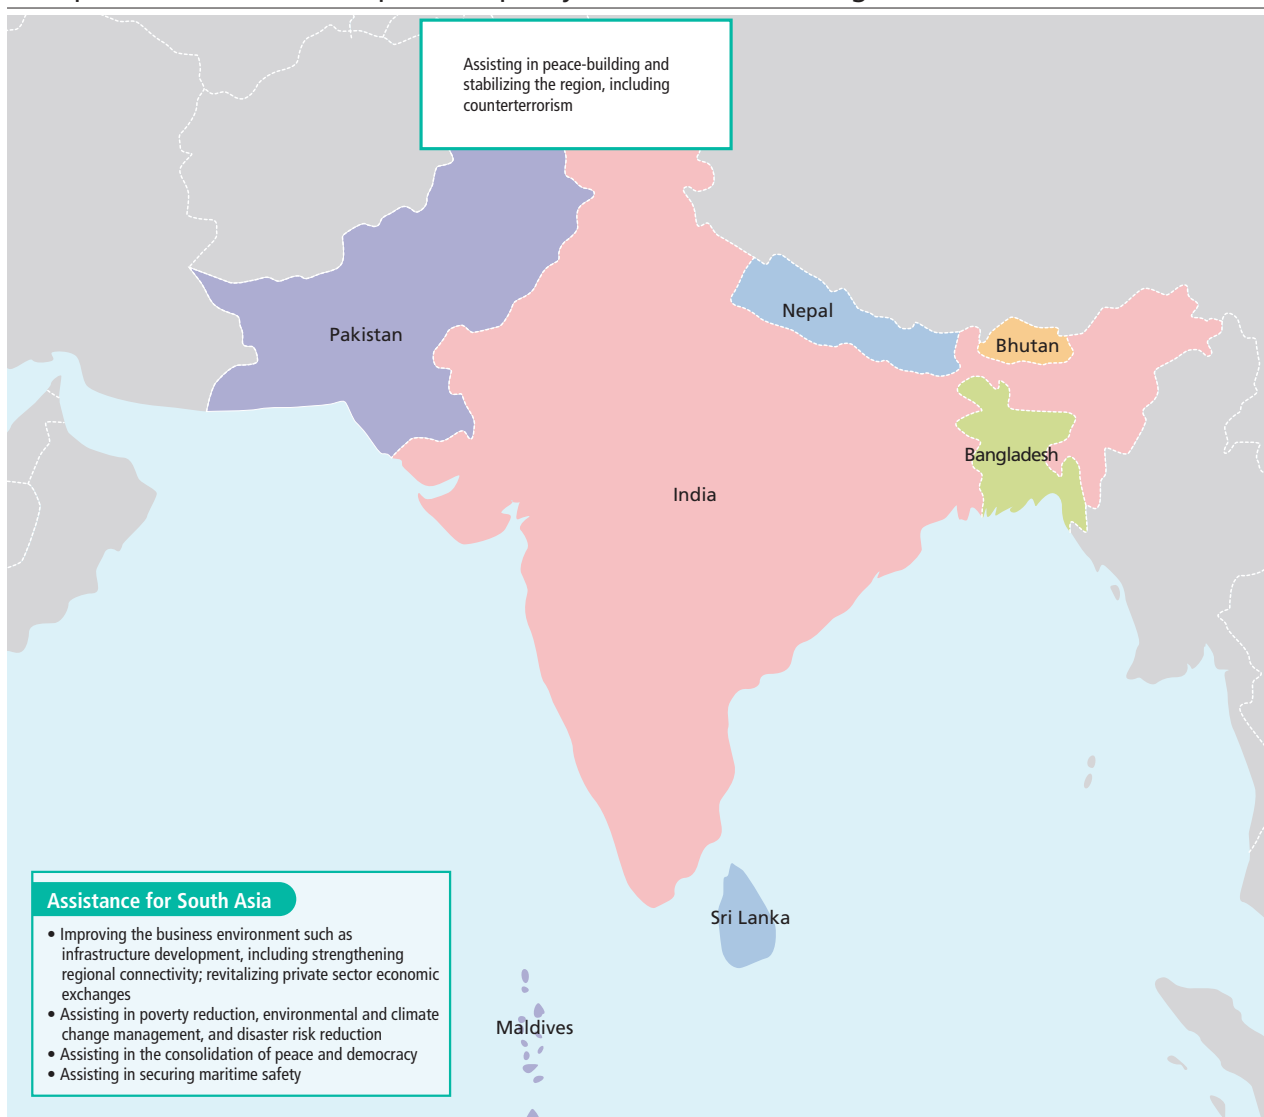 Assisting in peace-building and
stabilizing the region, including
counterterrorism
Nepal
Pakistan
Bhutan
Bangladesh
India
Sri Lanka
Maldives
Assistance for South Asia
• Improving the business environment such as
infrastructure development, including strengthening
regional connectivity; revitalizing private sector economic
exchanges
• Assisting in poverty reduction, environmental and climate
change management, and disaster risk reduction
• Assisting in the consolidation of peace and democracy
• Assisting in securing maritime safety